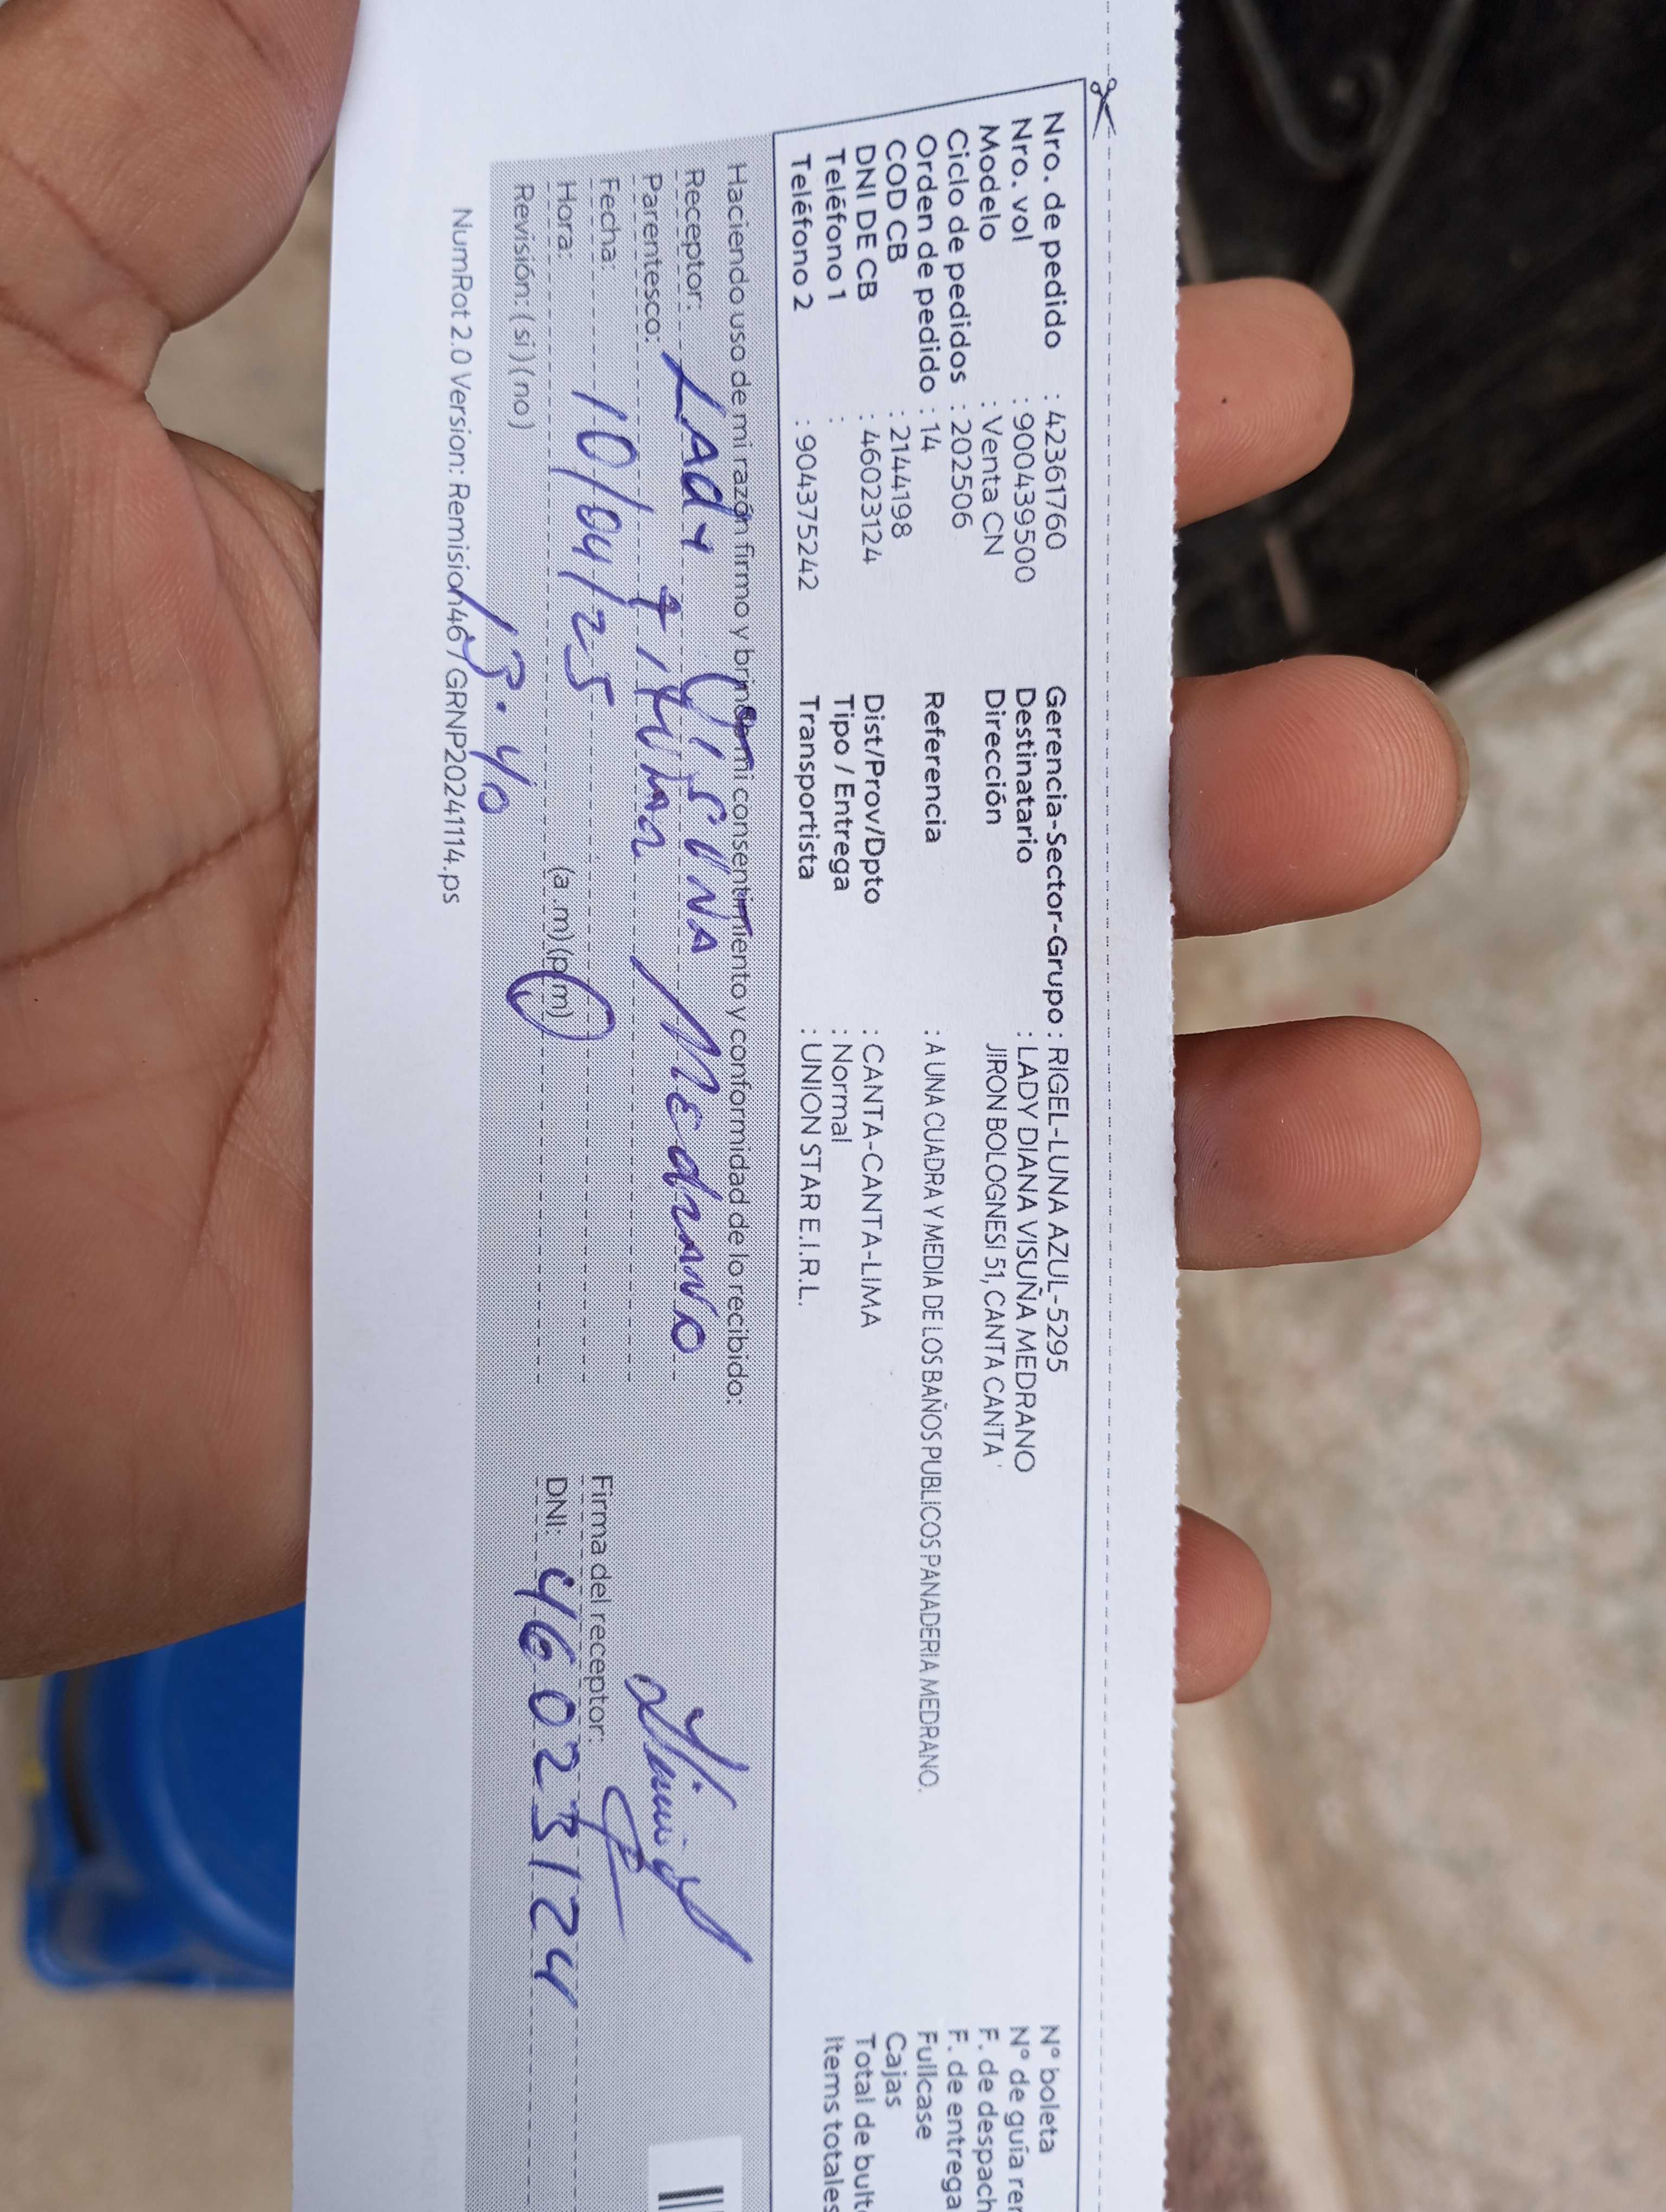 Nro. de pedido : 42361760
Nro. vol : 900439500
Modelo : Venta CN
Ciclo de pedidos : 202506
Orden de pedido : 14
COD CB : 2144198
DNI DE CB : 46023124
Teléfono 1 :
Teléfono 2 : 904375242
Gerencia-Sector-Grupo : RIGEL-LUNA AZUL-5295
Destinatario : LADY DIANA VISUÑA MEDRANO
Dirección JIRON BOLOGNESI 51, CANTA CANTA
Referencia : A UNA CUADRA Y MEDIA DE LOS BAÑOS PUBLICOS PANADERIA MEDRANO.
Dist/Prov/Dpto : CANTA-CANTA-LIMA
Tipo / Entrega : Normal
Transportista : UNION STAR E.I.R.L.
N° boleta
N° de guía
F. de
F. de entrega
Fullcase
Cajas
Total de
Items totales
Haciendo uso de mi razón firmo y brindo mi consentimiento y conformidad de lo recibido:
Receptor: LAdy VisuNA MEdRANO
Parentesco:
Fecha: 10/04/25
Hora: 13:40 (a.m) (p.m)
Revisión: (si) (no)
Firma del receptor:
DNI: 46023124
NumRot 2.0 Version: GRNP20241114.ps